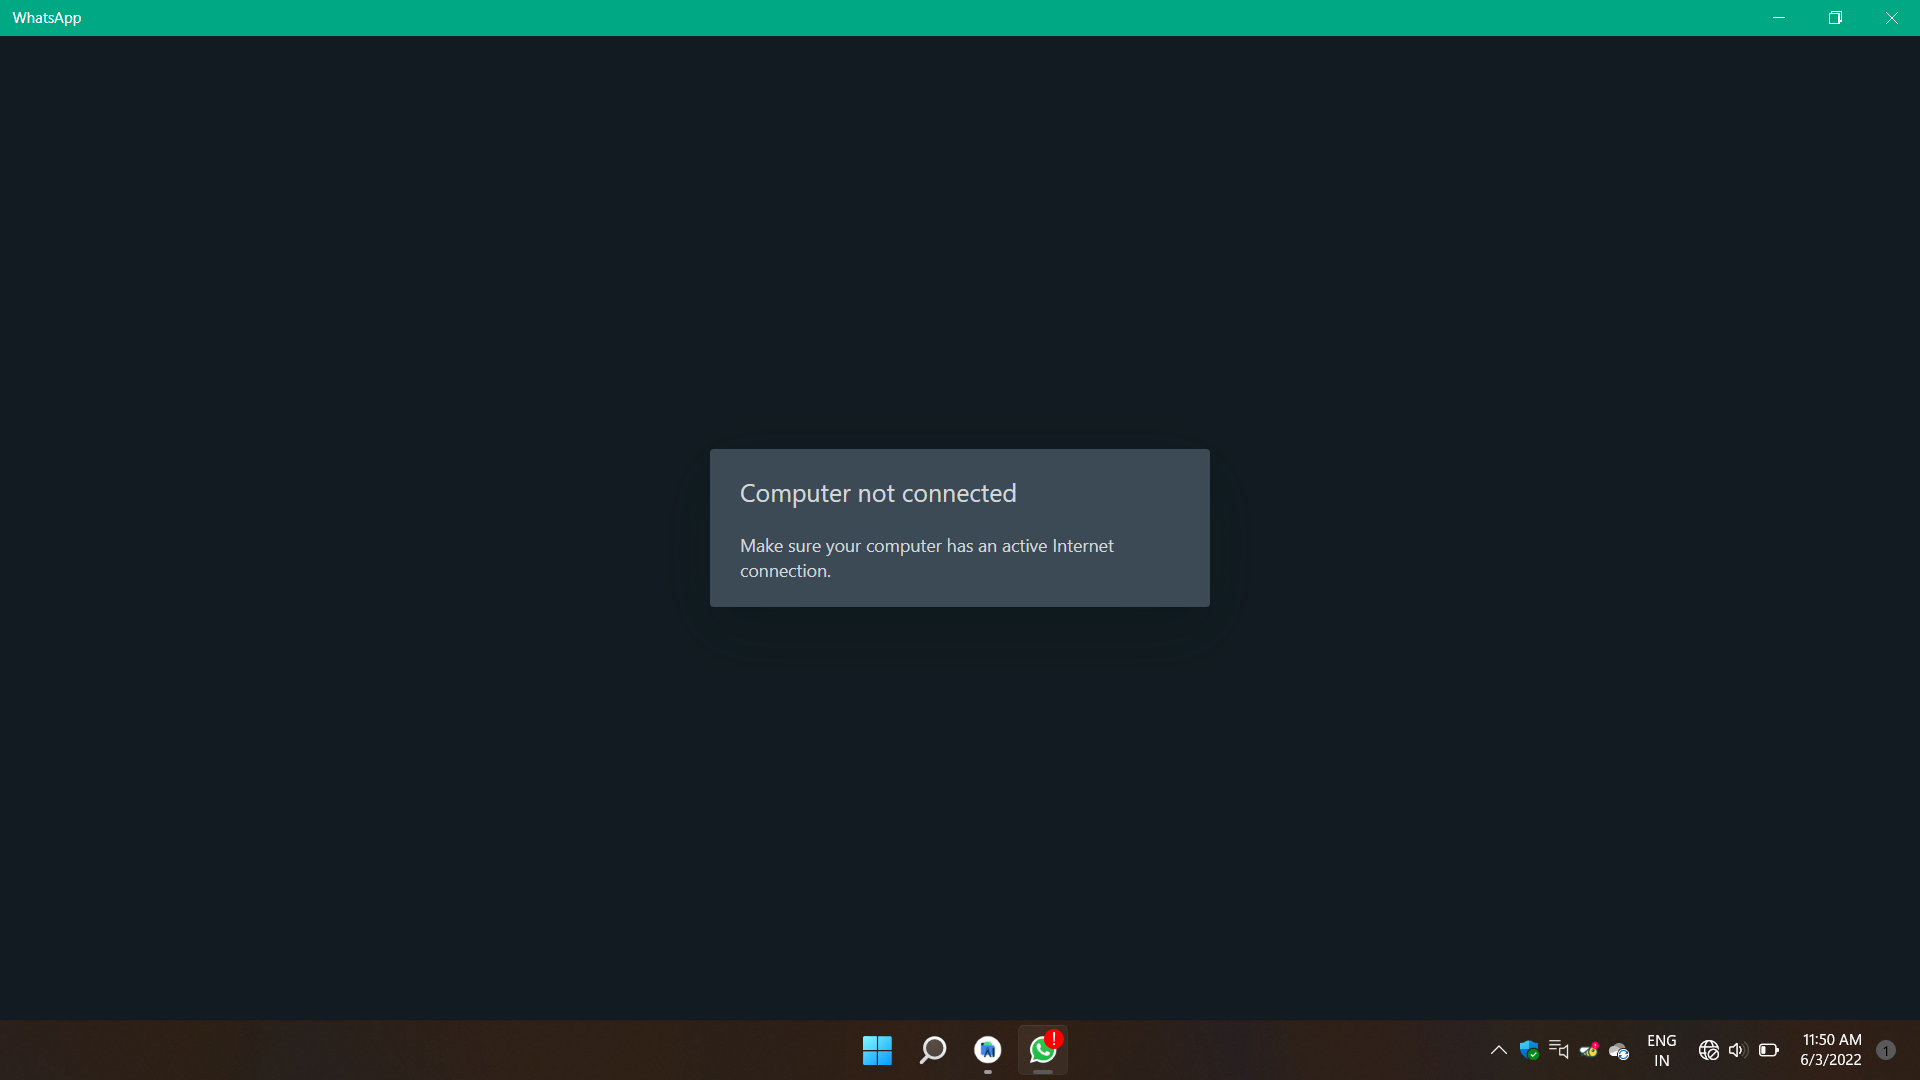 WhatsApp
Computer not connected
Make sure your computer has an active Internet
connection.
ENG
IN
11:50 AM
6/3/2022
1